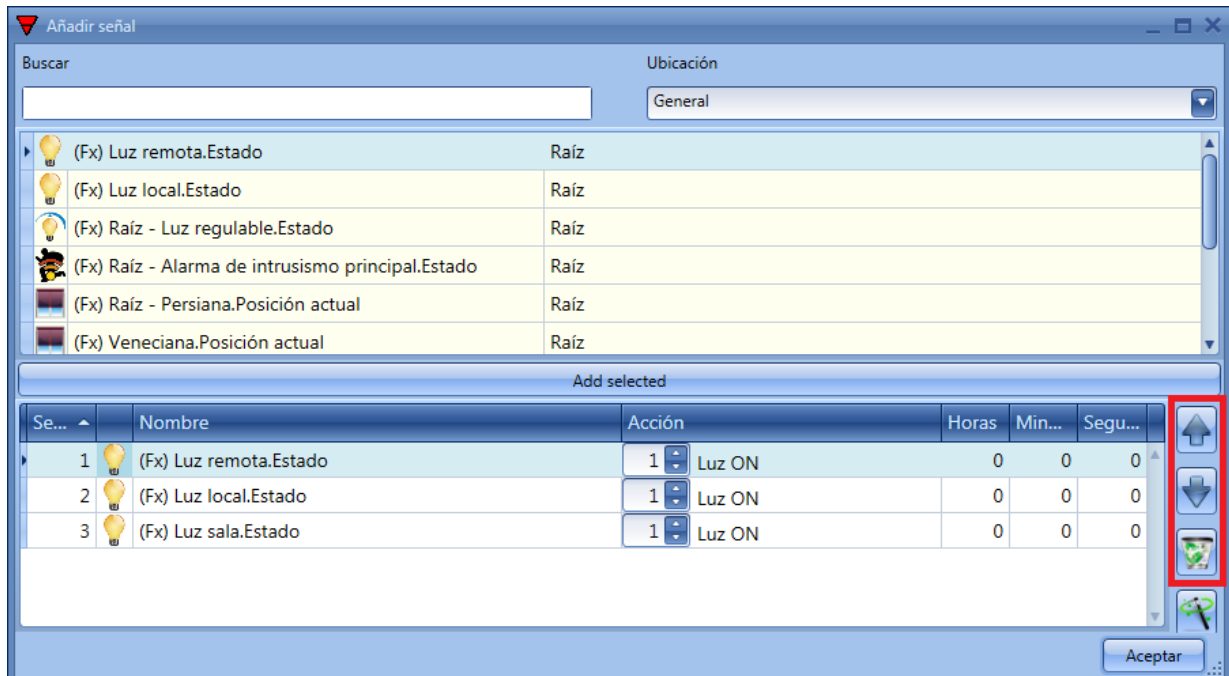 Añadir señal
Buscar Ubicación
General
(Fx) Luz remota.Estado Raíz
(Fx) Luz local.Estado Raíz
(Fx) Raíz - Luz regulable.Estado Raíz
(Fx) Raíz - Alarma de intrusismo principal.Estado Raíz
(Fx) Raíz - Persiana.Posición actual Raíz
(Fx) Veneciana.Posición actual Raíz
Add selected
Se... Nombre Acción Horas Min... Segu...
1 (Fx) Luz remota.Estado 1 Luz ON 0 0 0
2 (Fx) Luz local.Estado 1 Luz ON 0 0 0
3 (Fx) Luz sala.Estado 1 Luz ON 0 0 0
Aceptar